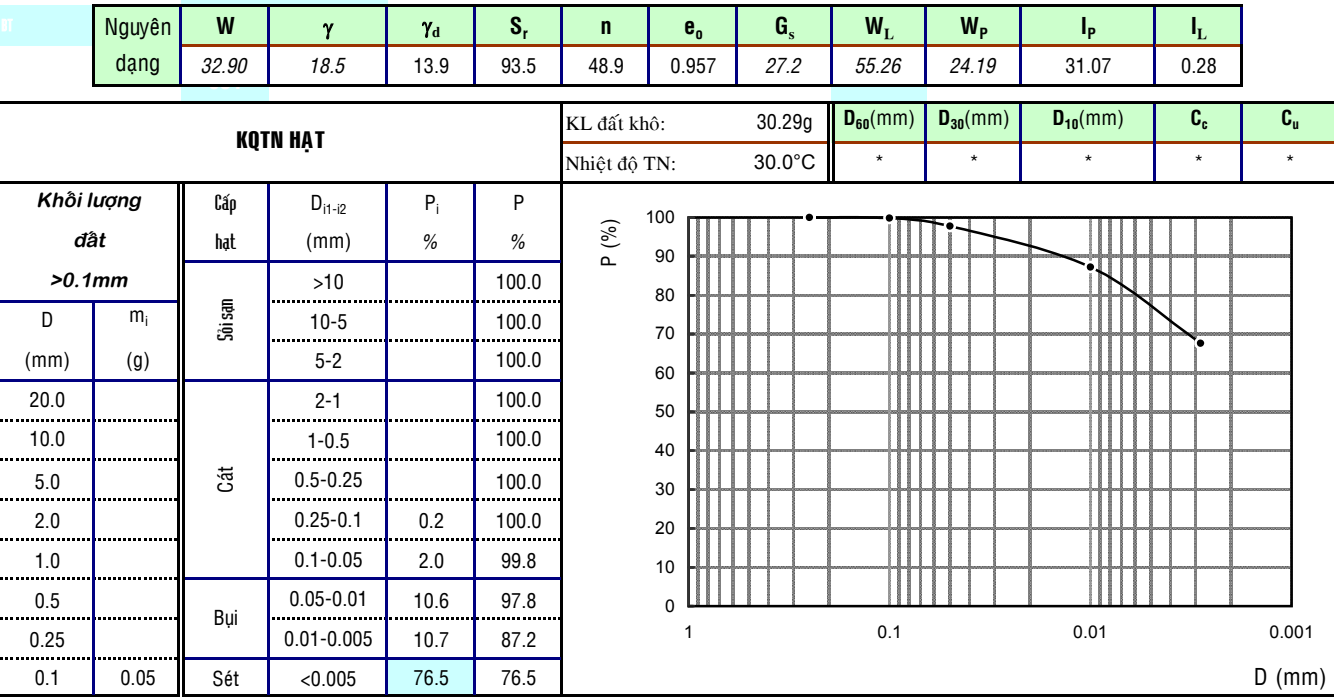 Nguyên dạng W γ γd Sr n eo Gs WL WP IP IL
32.90 18.5 13.9 93.5 48.9 0.957 27.2 55.26 24.19 31.07 0.28
KQTN HẠT KL đất khô: 30.29g D60(mm) D30(mm) D10(mm) Cc Cu
Nhiệt độ TN: 30.0°C * * * * *
Khối lượng đất >0.1mm
D (mm) mi (g)
20.0
10.0
5.0
2.0
1.0
0.5
0.25
0.1 0.05
Cấp hạt Di1-i2 (mm) Pi % P %
Sỏi sạn
>10 100.0
10-5 100.0
5-2 100.0
Cát
2-1 100.0
1-0.5 100.0
0.5-0.25 100.0
0.25-0.1 0.2 100.0
0.1-0.05 2.0 99.8
Bụi
0.05-0.01 10.6 97.8
0.01-0.005 10.7 87.2
Sét <0.005 76.5 76.5
P (%)
100
90
80
70
60
50
40
30
20
10
0
1 0.1 0.01 0.001
D (mm)